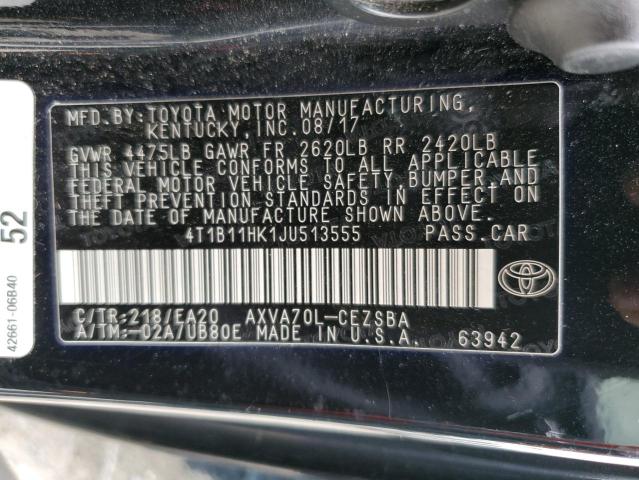 MFD.BY:TOYOTA MOTOR MANUFACTURING,
KENTUCKY,INC.08/17
GVWR 4475LB GAWR FR 2620LB RR 2420LB
THIS VEHICLE CONFORMS TO ALL APPLICABLE
FEDERAL MOTOR VEHICLE SAFETY,BUMPER,AND
THEFT PREVENTION STANDARDS IN EFFECT ON
THE DATE OF MANUFACTURE SHOWN ABOVE.
4T1B11HK1JU513555 PASS.CAR
C/TR:218/EA20 AXVA70L-CEZSBA
A/TM:-02A/UB80E MADE IN U.S.A. 63942
52
42661-06B40